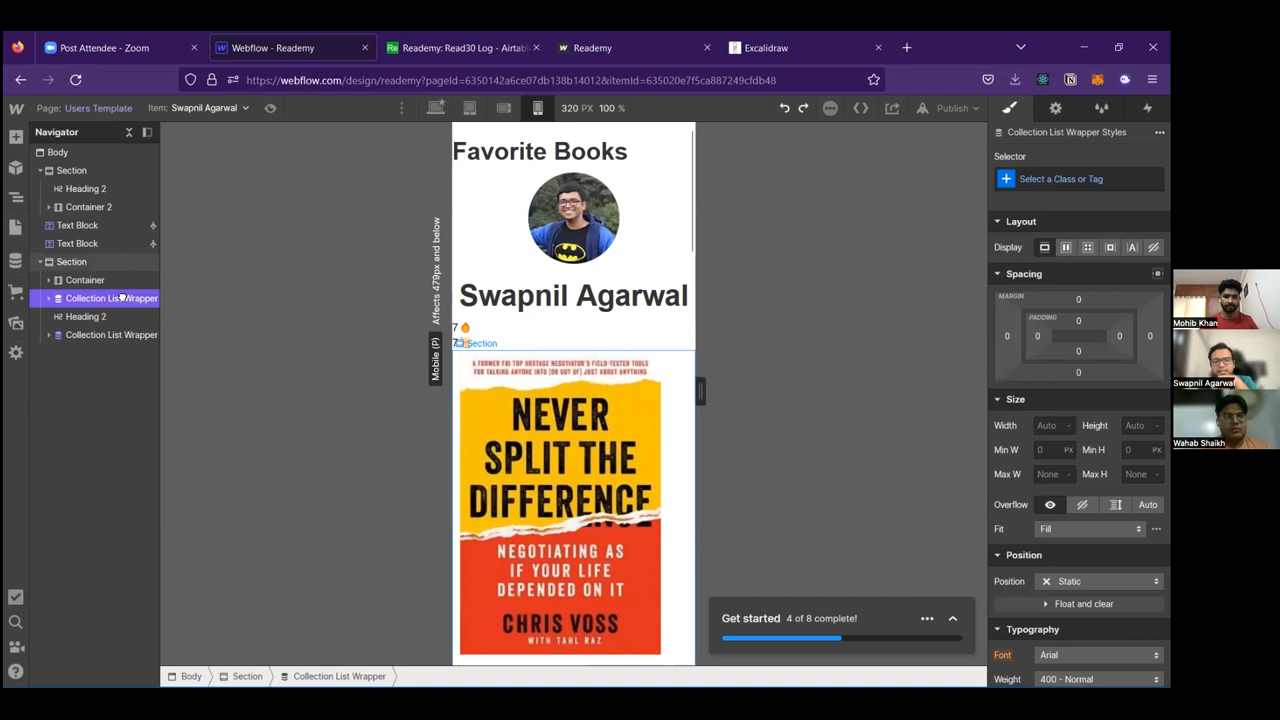 Post Attendee - Zoom
Webflow - Reademy
Reademy: Read30 Log - Airtabl
Reademy
Excalidraw
https://webflow.com/design/reademy?pageId=6350142a6ce07db138b14012&itemId=635020e7f5ca887249cfdb48
Page: Users Template
Item: Swapnil Agarwal
320 PX 100 %
Publish
Navigator
Body
Section
H2 Heading 2
Container 2
Text Block
Text Block
Section
Container
Collection List Wrapper
H2 Heading 2
Collection List Wrapper
Affects 479px and below
Mobile (P)
Favorite Books
Swapnil Agarwal
7
7
Section
A FORMER FBI TOP HOSTAGE NEGOTIATOR'S FIELD-TESTED TOOLS
FOR TALKING ANYONE INTO (OR OUT OF) JUST ABOUT ANYTHING
NEVER
SPLIT THE
DIFFERENCE
NEGOTIATING AS
IF YOUR LIFE
DEPENDED ON IT
CHRIS VOSS
WITH TAHL RAZ
Get started 4 of 8 complete!
Body
Section
Collection List Wrapper
Collection List Wrapper Styles
Selector
Select a Class or Tag
Layout
Display
Spacing
MARGIN
0
PADDING
0
0
0
0
0
0
0
Size
Width Auto - Height Auto -
Min W 0 PX Min H 0 PX
Max W None - Max H None -
Overflow Auto
Fit Fill
Position
Position Static
Float and clear
Typography
Font Arial
Weight 400 - Normal
Mohib Khan
Swapnil Agarwal
Wahab Shaikh